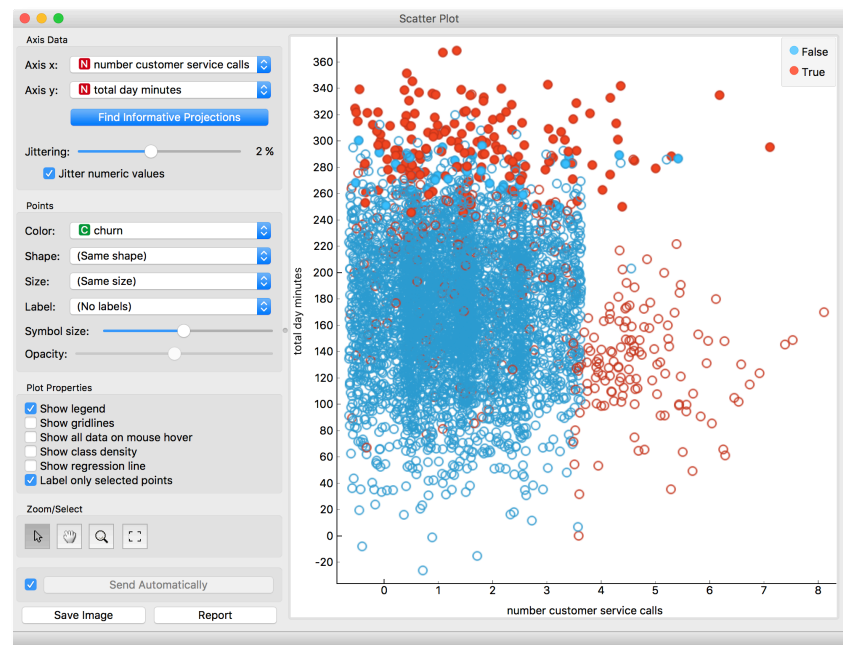 Scatter Plot
Axis Data
Axis x: N number customer service calls
Axis y: N total day minutes
Find Informative Projections
Jittering: 2 %
Jitter numeric values
Points
Color: C churn
Shape: (Same shape)
Size: (Same size)
Label: (No labels)
Symbol size:
Opacity:
Plot Properties
Show legend
Show gridlines
Show all data on mouse hover
Show class density
Show regression line
Label only selected points
Zoom/Select
Send Automatically
Save Image Report
False
True
total day minutes
360
340
320
300
280
260
240
220
200
180
160
140
120
100
80
60
40
20
0
-20
0 1 2 3 4 5 6 7 8
number customer service calls